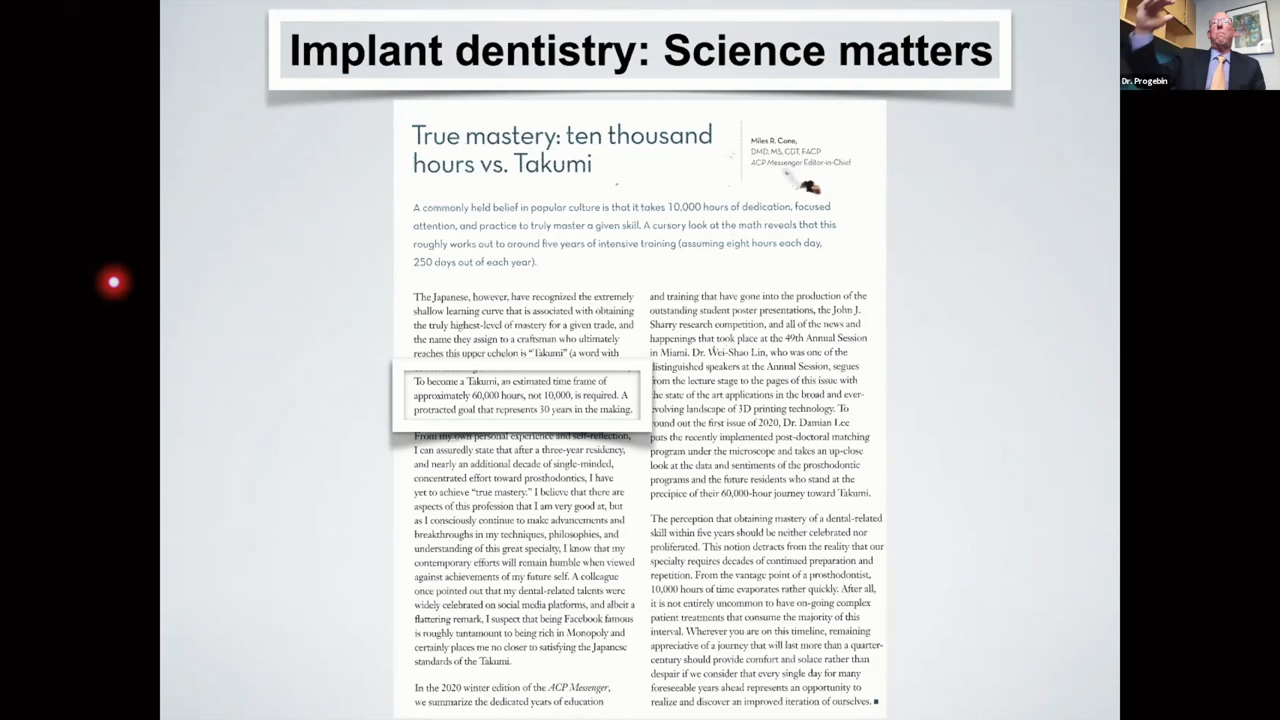 Implant dentistry: Science matters
Dr. Progebin
True mastery: ten thousand
hours vs. Takumi
Miles R. Cone,
DMD, MS, CDT, FACP
ACP Messenger Editor-in-Chief
A commonly held belief in popular culture is that it takes 10,000 hours of dedication, focused
attention, and practice to truly master a given skill. A cursory look at the math reveals that this
roughly works out to around five years of intensive training (assuming eight hours each day,
250 days out of each year).
The Japanese, however, have recognized the extremely
shallow learning curve that is associated with obtaining
the truly highest-level of mastery for a given trade, and
the name they assign to a craftsman who ultimately
reaches this upper echelon is “Takumi” (a word with
To become a Takumi, an estimated time frame of
approximately 60,000 hours, not 10,000, is required. A
protracted goal that represents 30 years in the making.
From my own personal experience and self-reflection,
I can assuredly state that after a three-year residency,
and nearly an additional decade of single-minded,
concentrated effort toward prosthodontics, I have
yet to achieve “true mastery.” I believe that there are
aspects of this profession that I am very good at, but
as I consciously continue to make advancements and
breakthroughs in my techniques, philosophies, and
understanding of this great specialty, I know that my
contemporary efforts will remain humble when viewed
against achievements of my future self. A colleague
once pointed out that my dental-related talents were
widely celebrated on social media platforms, and albeit a
flattering remark, I suspect that being Facebook famous
is roughly tantamount to being rich in Monopoly and
certainly places me no closer to satisfying the Japanese
standards of the Takumi.
In the 2020 winter edition of the ACP Messenger,
we summarize the dedicated years of education
and training that have gone into the production of the
outstanding student poster presentations, the John J.
Sharry research competition, and all of the news and
happenings that took place at the 49th Annual Session
in Miami. Dr. Wei-Shao Lin, who was one of the
distinguished speakers at the Annual Session, segues
from the lecture stage to the pages of this issue with
the state of the art applications in the broad and ever-
evolving landscape of 3D printing technology. To
round out the first issue of 2020, Dr. Damian Lee
puts the recently implemented post-doctoral matching
program under the microscope and takes an up-close
look at the data and sentiments of the prosthodontic
programs and the future residents who stand at the
precipice of their 60,000-hour journey toward Takumi.
The perception that obtaining mastery of a dental-related
skill within five years should be neither celebrated nor
proliferated. This notion detracts from the reality that our
specialty requires decades of continued preparation and
repetition. From the vantage point of a prosthodontist,
10,000 hours of time evaporates rather quickly. After all,
it is not entirely uncommon to have on-going complex
patient treatments that consume the majority of this
interval. Wherever you are on this timeline, remaining
appreciative of a journey that will last more than a quarter-
century should provide comfort and solace rather than
despair if we consider that every single day for many
foreseeable years ahead represents an opportunity to
realize and discover an improved iteration of ourselves. ■